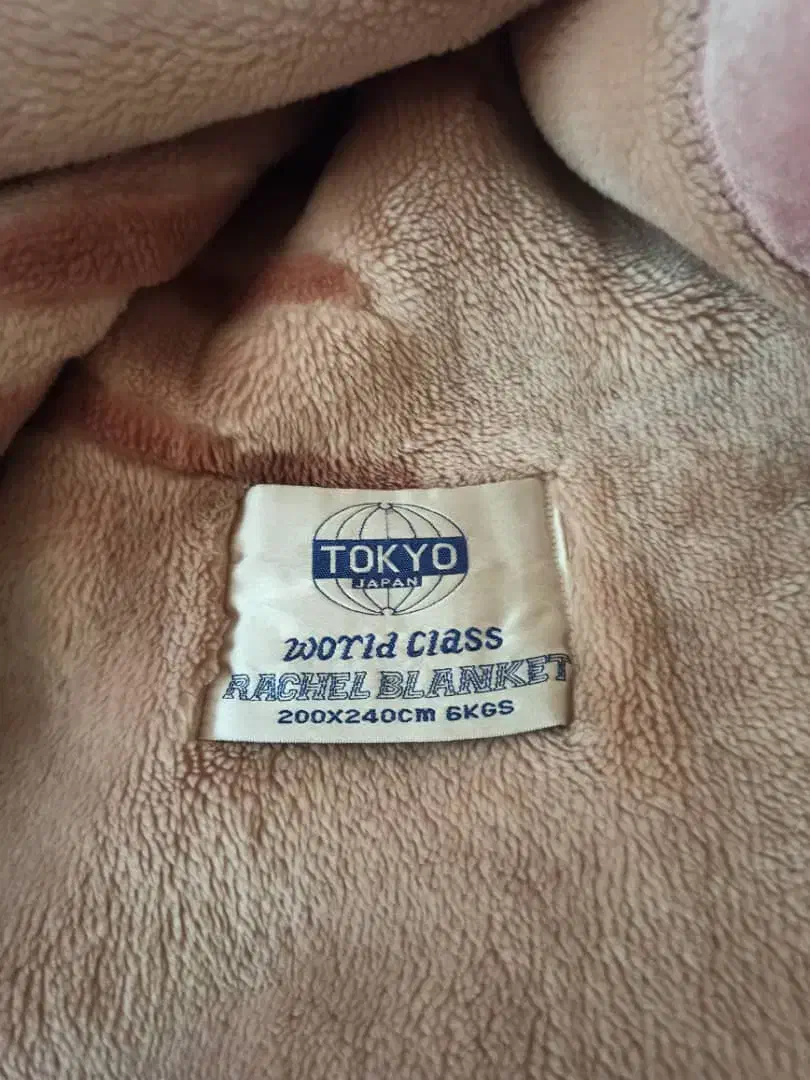 TOKYO
JAPAN
world class
RACHEL BLANKET
200X240cm 6KGS